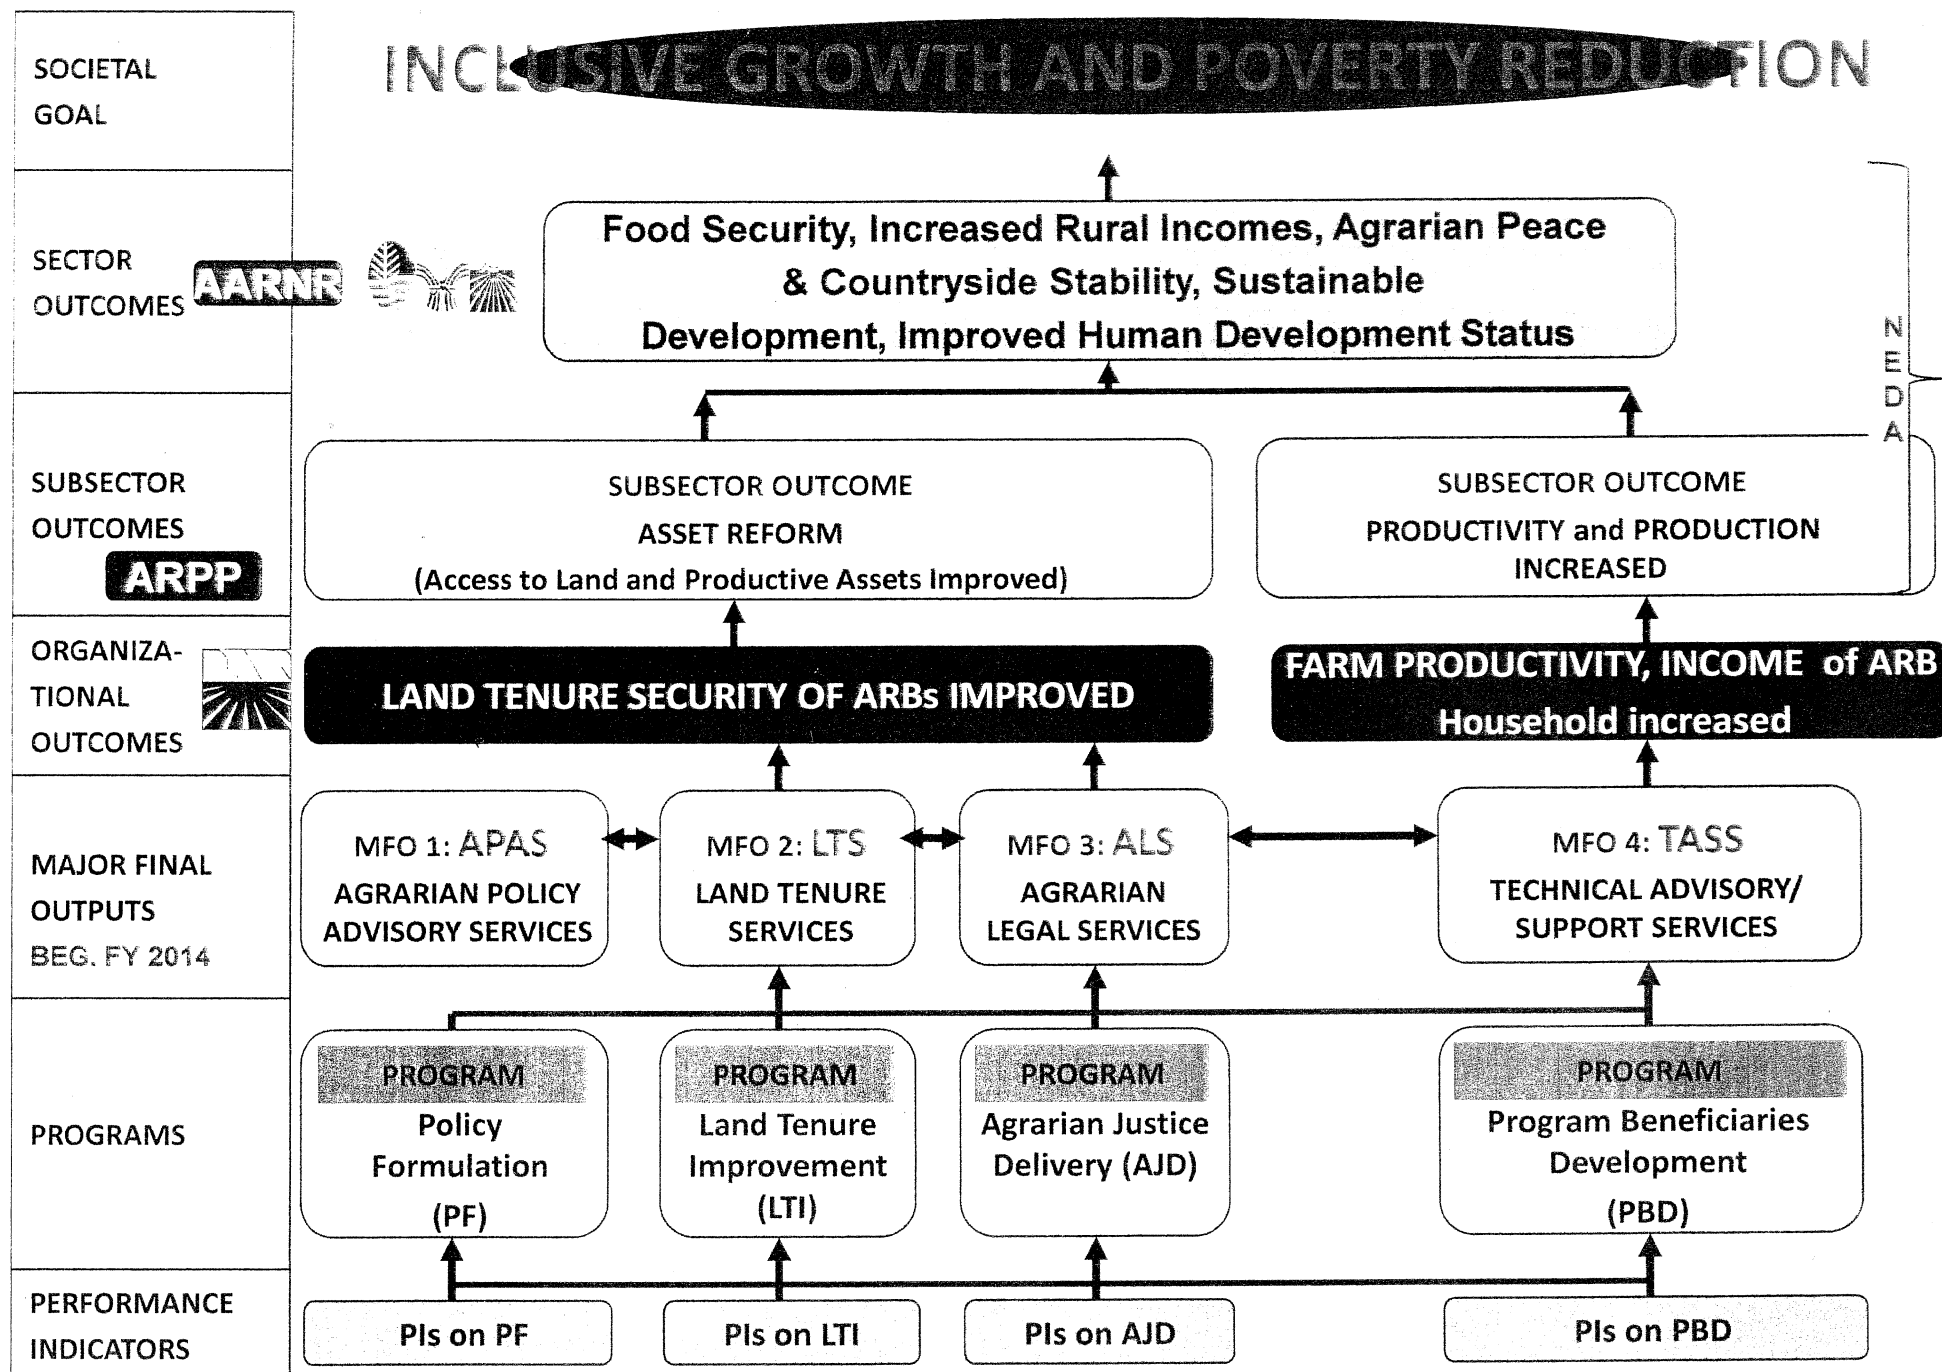 SOCIETAL
GOAL
INCLUSIVE GROWTH AND POVERTY REDUCTION
SECTOR
OUTCOMES
AARNR
Food Security, Increased Rural Incomes, Agrarian Peace
& Countryside Stability, Sustainable
Development, Improved Human Development Status
N
E
D
A
SUBSECTOR
OUTCOMES
ARPP
SUBSECTOR OUTCOME
ASSET REFORM
(Access to Land and Productive Assets Improved)
SUBSECTOR OUTCOME
PRODUCTIVITY and PRODUCTION
INCREASED
ORGANIZA-
TIONAL
OUTCOMES
LAND TENURE SECURITY OF ARBs IMPROVED
FARM PRODUCTIVITY, INCOME of ARB
Household increased
MAJOR FINAL
OUTPUTS
BEG. FY 2014
MFO 1: APAS
AGRARIAN POLICY
ADVISORY SERVICES
MFO 2: LTS
LAND TENURE
SERVICES
MFO 3: ALS
AGRARIAN
LEGAL SERVICES
MFO 4: TASS
TECHNICAL ADVISORY/
SUPPORT SERVICES
PROGRAMS
PROGRAM
Policy
Formulation
(PF)
PROGRAM
Land Tenure
Improvement
(LTI)
PROGRAM
Agrarian Justice
Delivery (AJD)
PROGRAM
Program Beneficiaries
Development
(PBD)
PERFORMANCE
INDICATORS
PIs on PF
PIs on LTI
PIs on AJD
PIs on PBD